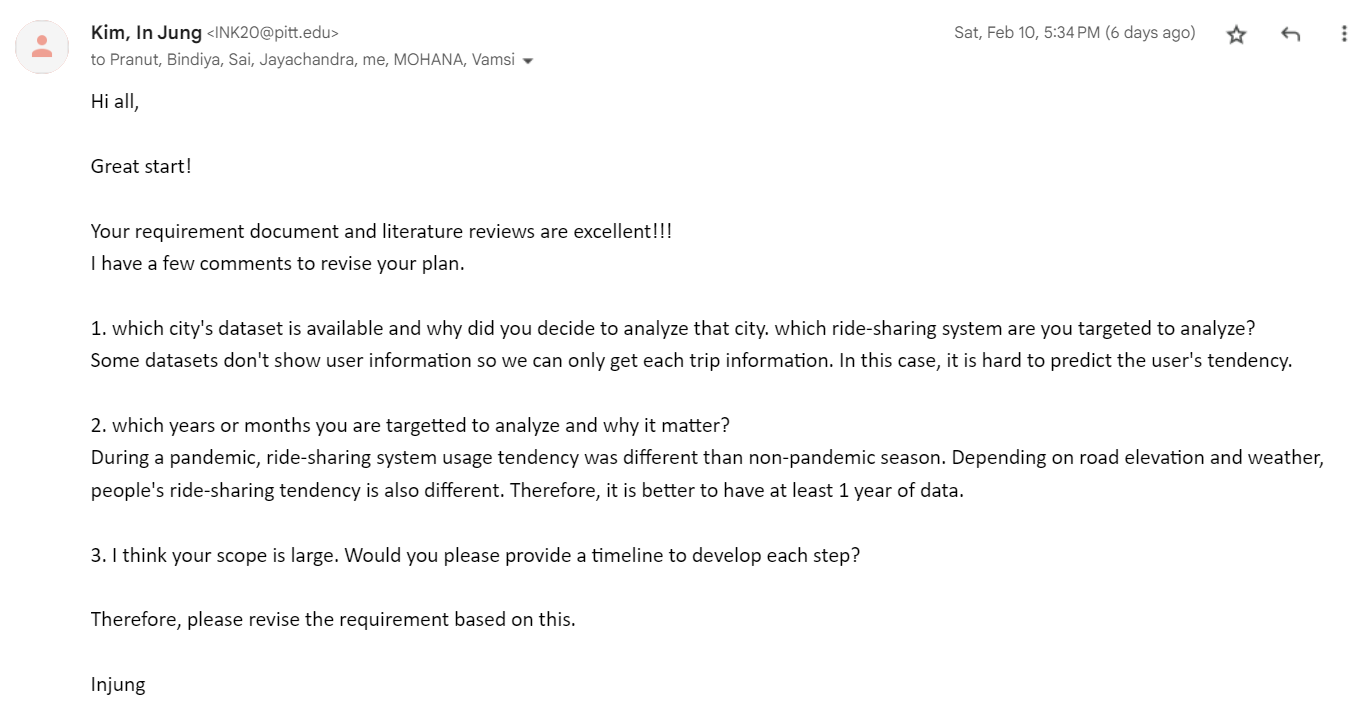 Kim, In Jung <INK20@pitt.edu>
Sat, Feb 10, 5:34 PM (6 days ago)
to Pranut, Bindiya, Sai, Jayachandra, me, MOHANA, Vamsi
Hi all,
Great start!
Your requirement document and literature reviews are excellent!!!
I have a few comments to revise your plan.
1. which city's dataset is available and why did you decide to analyze that city. which ride-sharing system are you targeted to analyze?
Some datasets don't show user information so we can only get each trip information. In this case, it is hard to predict the user's tendency.
2. which years or months you are targetted to analyze and why it matter?
During a pandemic, ride-sharing system usage tendency was different than non-pandemic season. Depending on road elevation and weather,
people's ride-sharing tendency is also different. Therefore, it is better to have at least 1 year of data.
3. I think your scope is large. Would you please provide a timeline to develop each step?
Therefore, please revise the requirement based on this.
Injung